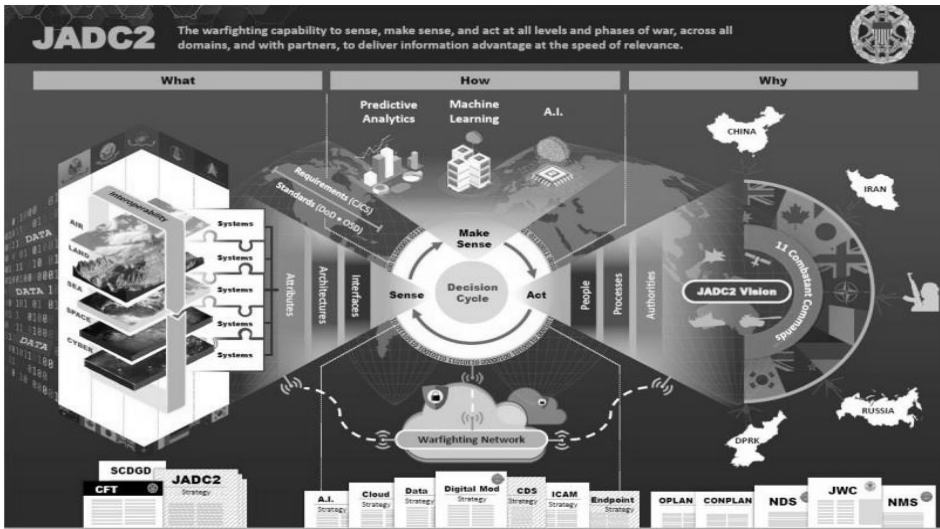 JADC2
The warfighting capability to sense, make sense, and act at all levels and phases of war, across all
domains, and with partners, to deliver information advantage at the speed of relevance.
What
How
Why
Predictive
Analytics
Machine
Learning
A.I.
Requirements (CJCS)
Standards (DoD • OSD)
Interoperability
AIR
LAND
SEA
SPACE
CYBER
DATA
DATA
DATA
Systems
Systems
Systems
Systems
Systems
Attributes
Architectures
Interfaces
Sense
Make
Sense
Act
Decision
Cycle
People
Processes
Authorities
JADC2 Vision
11 Combatant Commands
CHINA
IRAN
RUSSIA
DPRK
Warfighting Network
SCDGD
CFT
JADC2
Strategy
A.I.
Strategy
Cloud
Strategy
Data
Strategy
Digital Mod
Strategy
CDS
Strategy
ICAM
Strategy
Endpoint
Strategy
OPLAN
CONPLAN
NDS
JWC
NMS